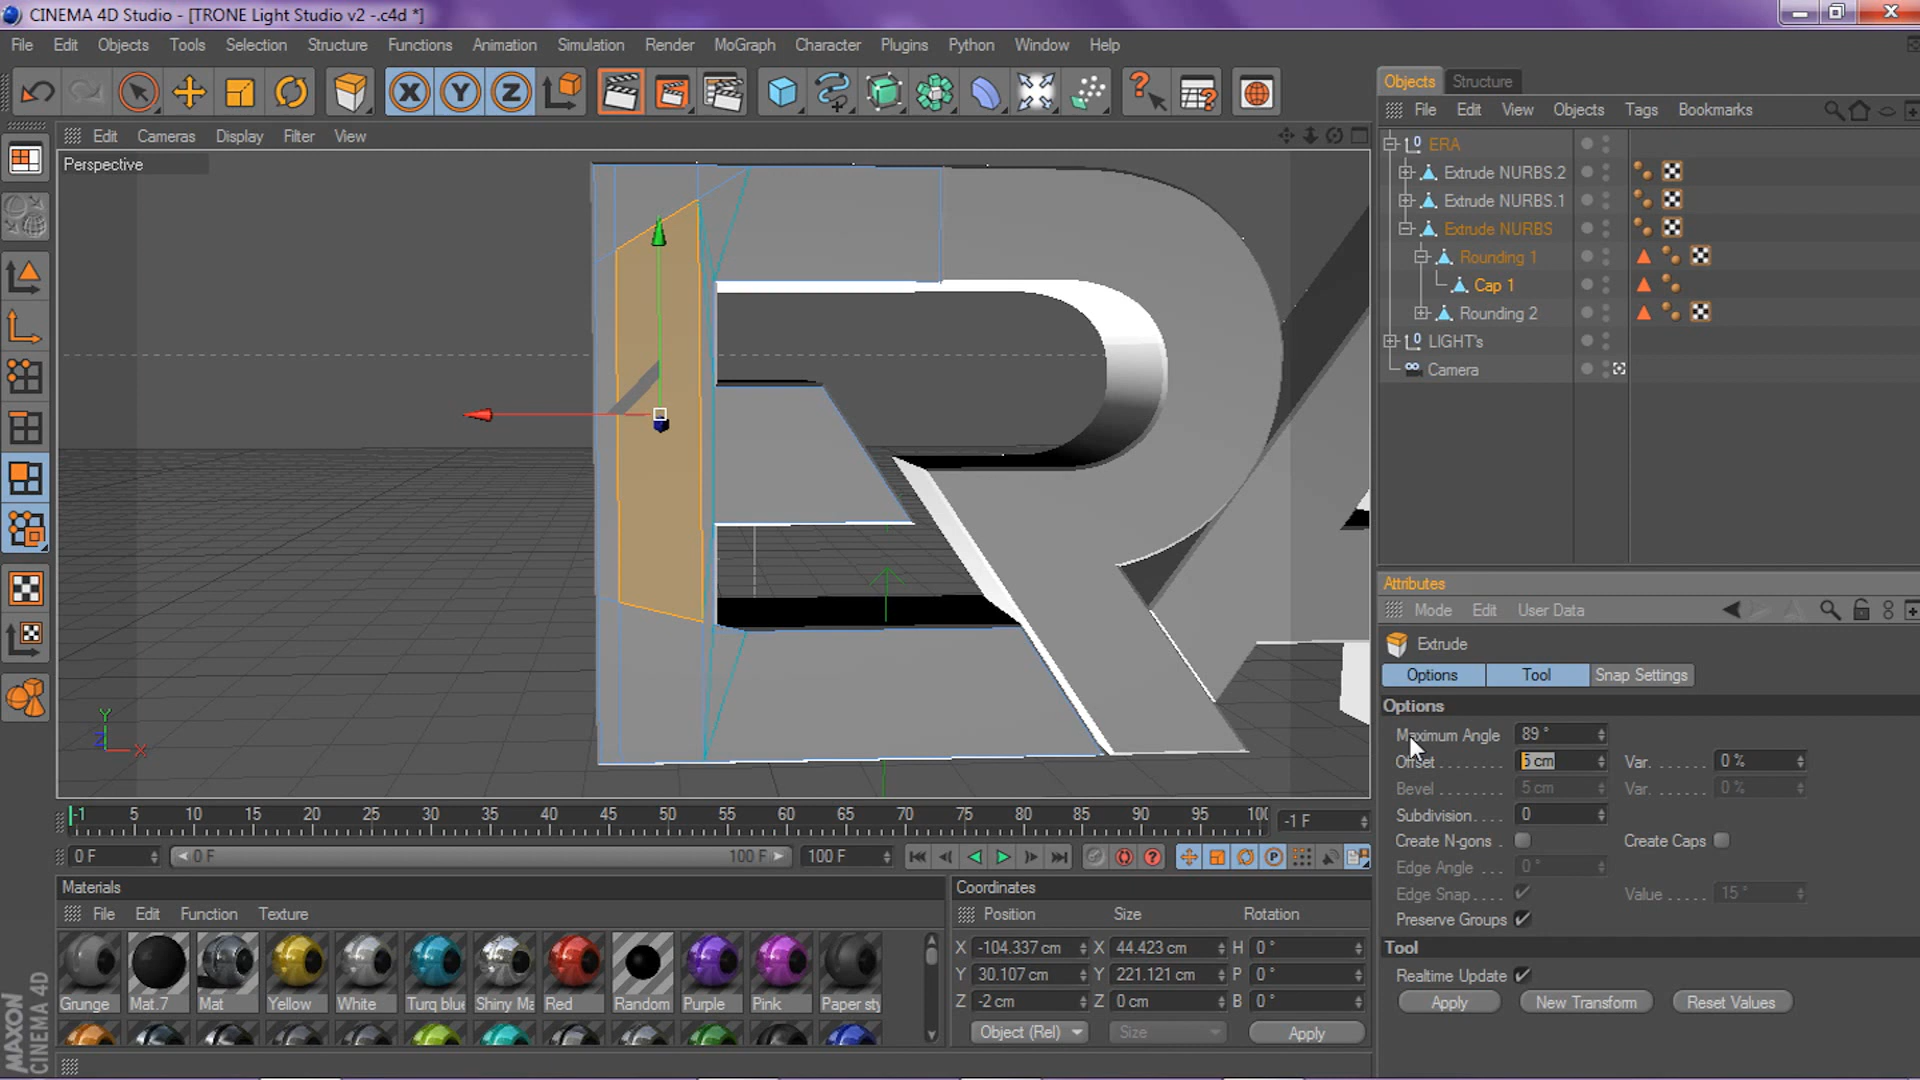 CINEMA 4D Studio - [TRONE Light Studio v2 -.c4d *]
File Edit Objects Tools Selection Structure Functions Animation Simulation Render MoGraph Character Plugins Python Window Help
X Y Z
Edit Cameras Display Filter View
Perspective
Y
Z X
-1 5 10 15 20 25 30 35 40 45 50 55 60 65 70 75 80 85 90 95 100 -1 F
0 F 0 F 100 F 100 F
Materials
File Edit Function Texture
Grunge Mat.7 Mat Yellow White Turq blue Shiny Ma Red Random Purple Pink Paper sty
MAXON
CINEMA 4D
Coordinates
Position Size Rotation
X -104.337 cm X 44.423 cm H 0 °
Y 30.107 cm Y 221.121 cm P 0 °
Z -2 cm Z 0 cm B 0 °
Object (Rel) Size Apply
Objects Structure
File Edit View Objects Tags Bookmarks
ERA
Extrude NURBS.2
Extrude NURBS.1
Extrude NURBS
Rounding 1
Cap 1
Rounding 2
LIGHT's
Camera
Attributes
Mode Edit User Data
Extrude
Options Tool Snap Settings
Options
Maximum Angle 89 °
Offset 5 cm Var. 0 %
Bevel 5 cm Var. 0 %
Subdivision 0
Create N-gons Create Caps
Edge Angle 0 °
Edge Snap Value 15 °
Preserve Groups
Tool
Realtime Update
Apply New Transform Reset Values